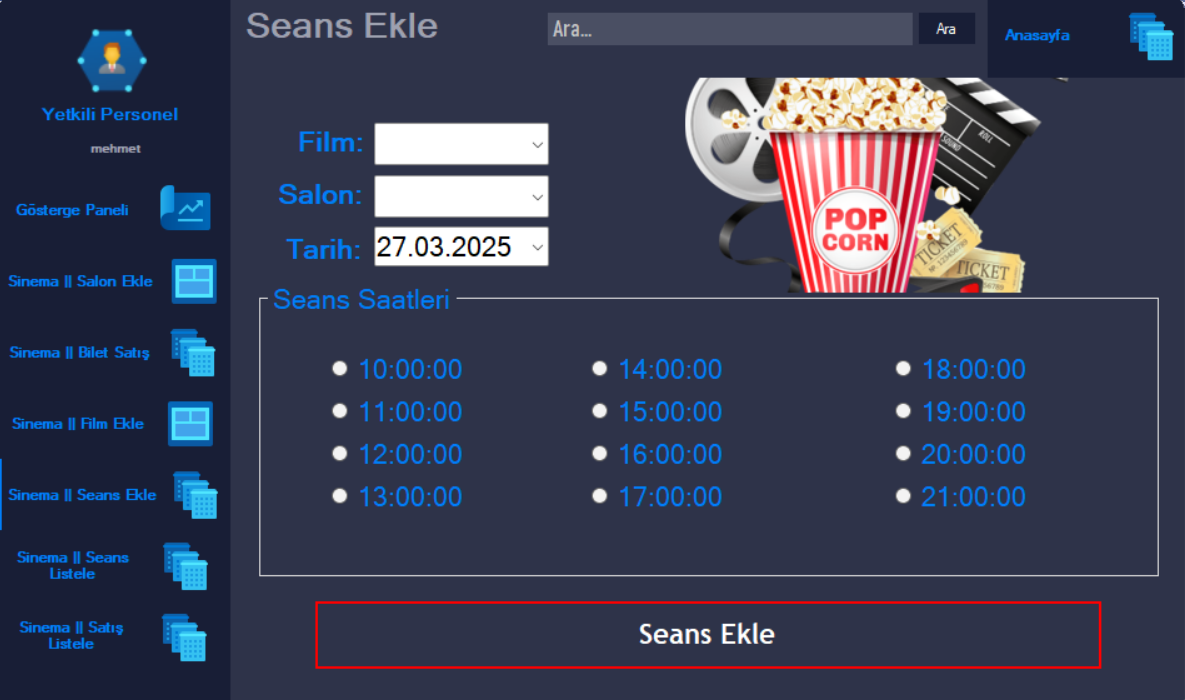 Seans Ekle
Ara...
Ara
Anasayfa
Yetkili Personel
mehmet
Gösterge Paneli
Sinema || Salon Ekle
Sinema || Bilet Satış
Sinema || Film Ekle
Sinema || Seans Ekle
Sinema || Seans
Listele
Sinema || Satış
Listele
Film:
Salon:
Tarih: 27.03.2025
POP
CORN
ROLL
SOUND
TICKET
TICKET
Seans Saatleri
10:00:00 14:00:00 18:00:00
11:00:00 15:00:00 19:00:00
12:00:00 16:00:00 20:00:00
13:00:00 17:00:00 21:00:00
Seans Ekle